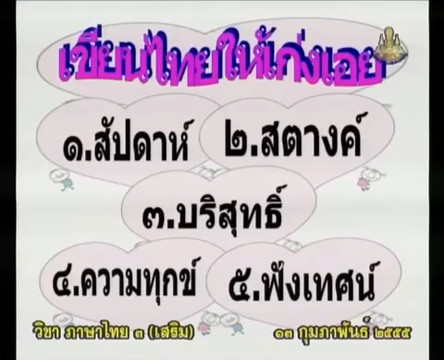 เขียนไทยให้เก่งเอย
๑.สัปดาห์
๒.สตางค์
๓.บริสุทธิ์
๔.ความทุกข์
๕.ฟังเทศน์
วิชา ภาษาไทย ๓ (เสริม)
๑๓ กุมภาพันธ์ ๒๕๕๕